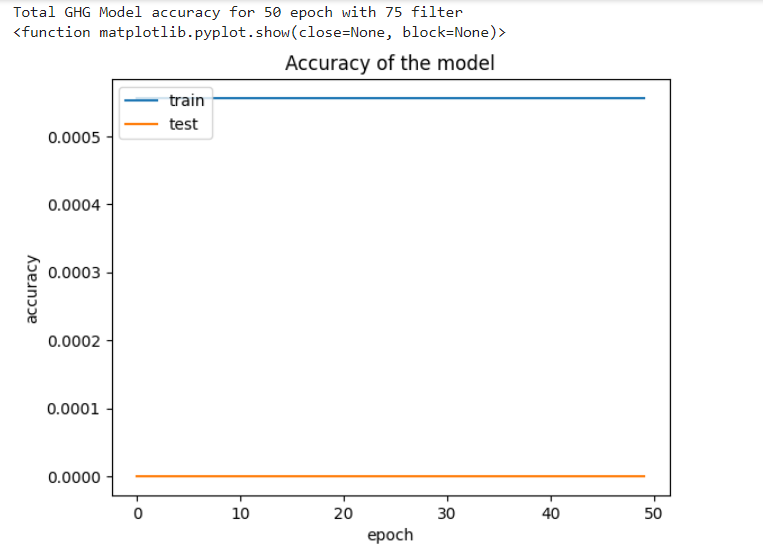 Total GHG Model accuracy for 50 epoch with 75 filter
<function matplotlib.pyplot.show(close=None, block=None)>
Accuracy of the model
train
test
0.0005
0.0004
0.0003
0.0002
0.0001
0.0000
accuracy
0 10 20 30 40 50
epoch